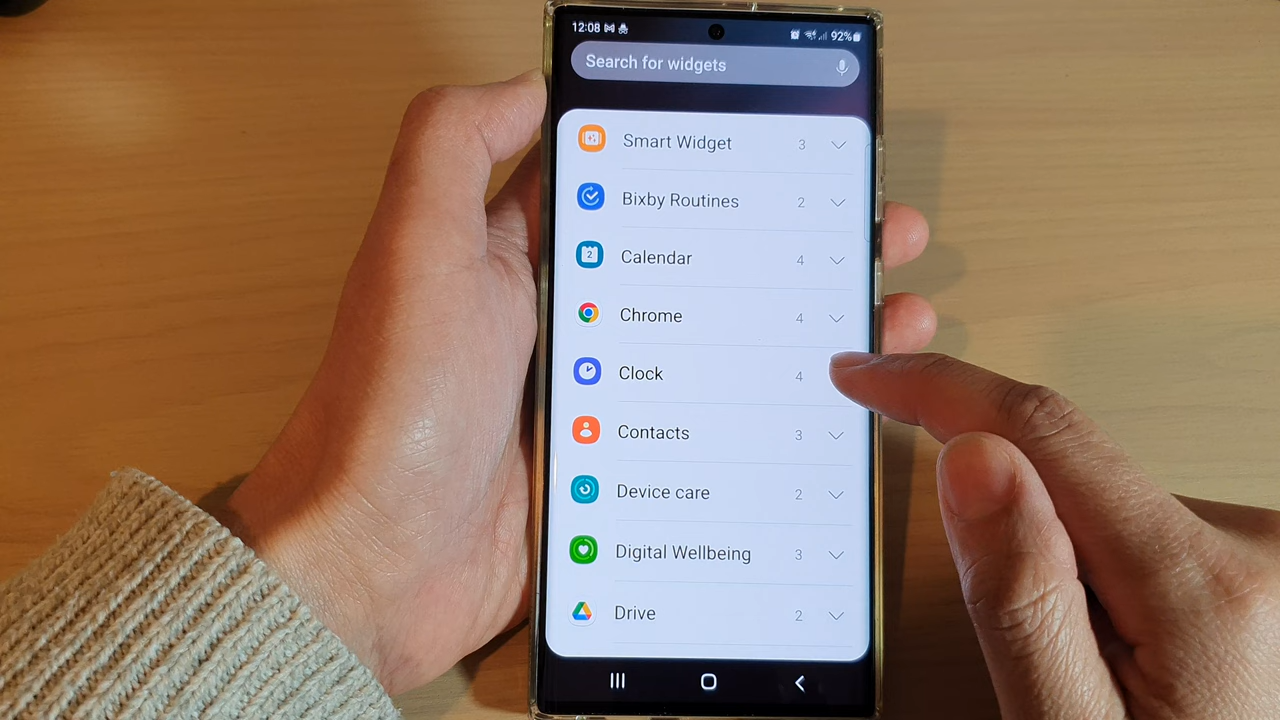 12:08 92%
Search for widgets
Smart Widget 3
Bixby Routines 2
2 Calendar 4
Chrome 4
Clock 4
Contacts 3
Device care 2
Digital Wellbeing 3
Drive 2